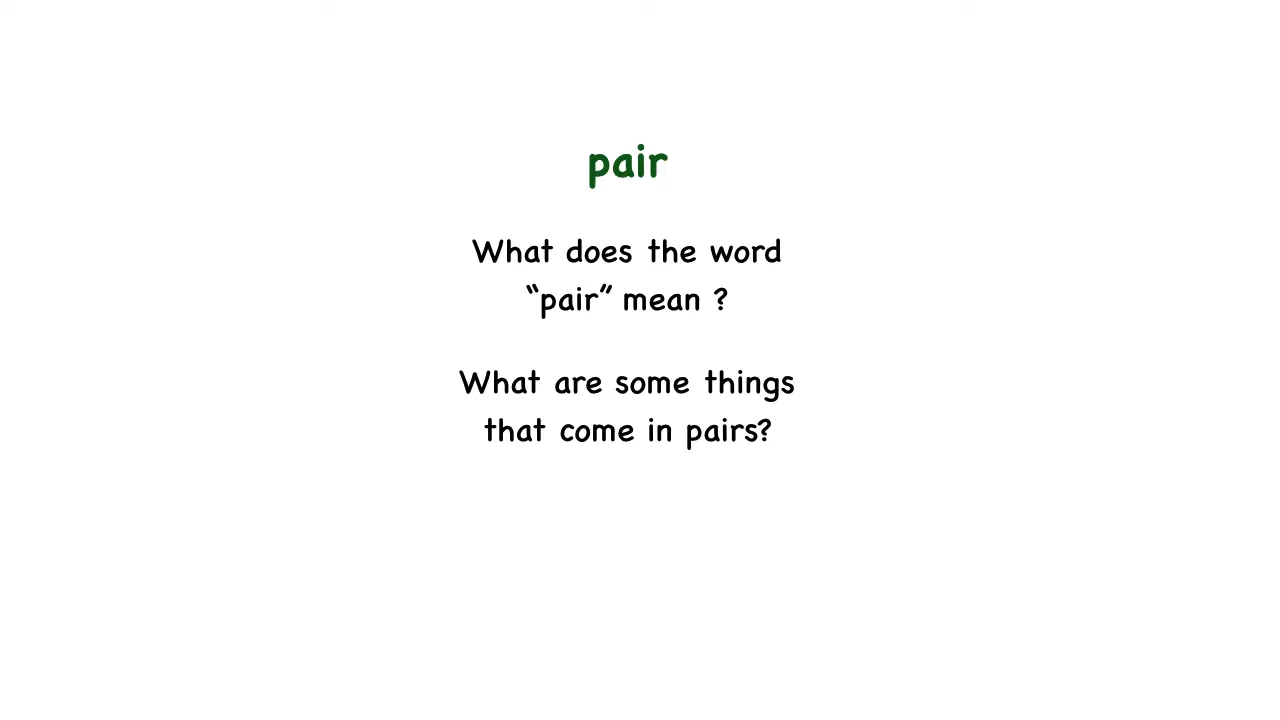 pair
What does the word
“pair” mean ?
What are some things
that come in pairs?